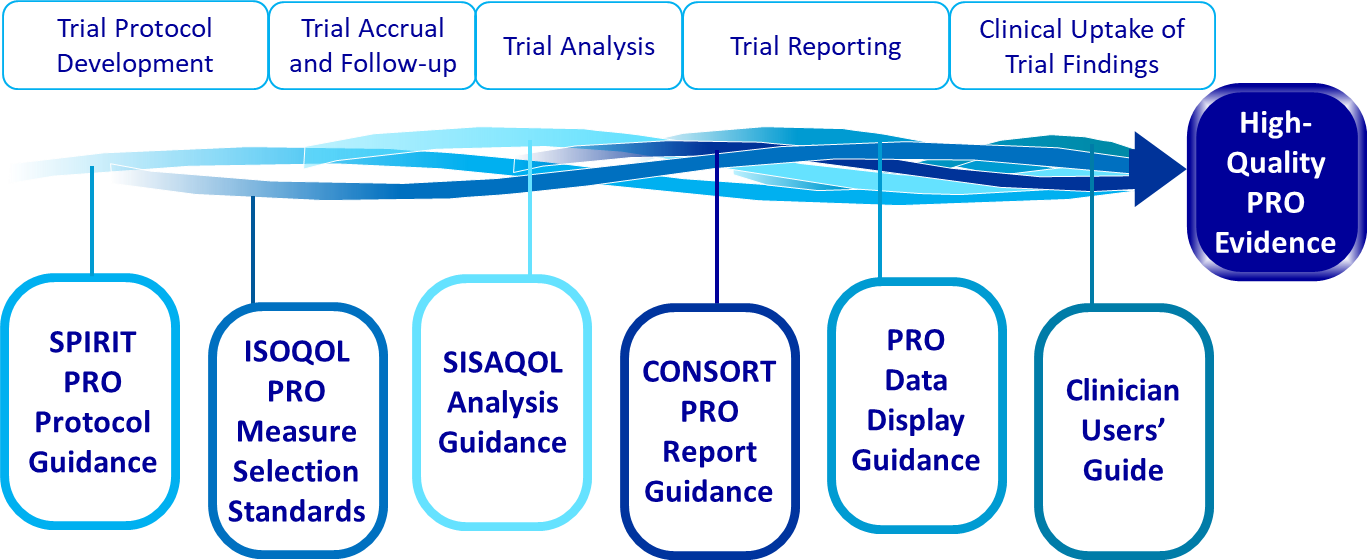 Trial Protocol
Development
Trial Accrual
and Follow-up
Trial Analysis
Trial Reporting
Clinical Uptake of
Trial Findings
High-
Quality
PRO
Evidence
SPIRIT
PRO
Protocol
Guidance
ISOQOL
PRO
Measure
Selection
Standards
SISAQOL
Analysis
Guidance
CONSORT
PRO
Report
Guidance
PRO
Data
Display
Guidance
Clinician
Users’
Guide